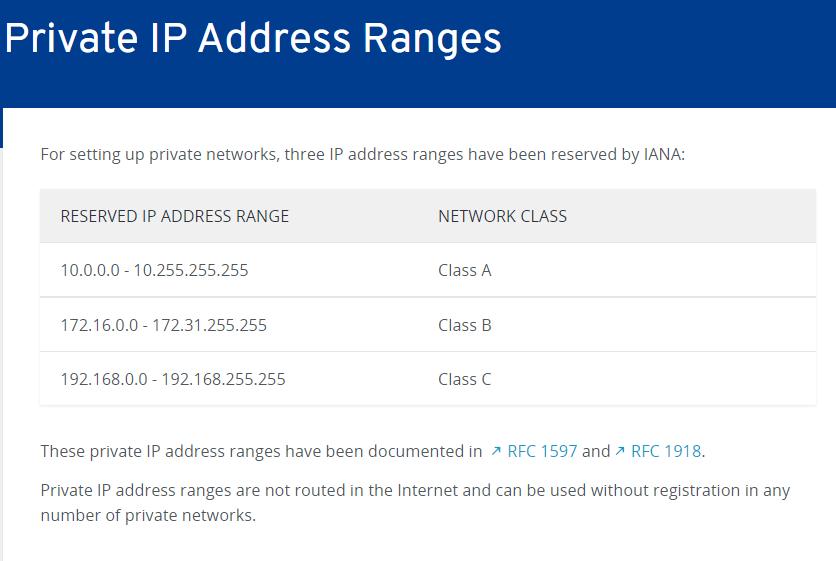 Private IP Address Ranges
For setting up private networks, three IP address ranges have been reserved by IANA:
RESERVED IP ADDRESS RANGE NETWORK CLASS
10.0.0.0 - 10.255.255.255 Class A
172.16.0.0 - 172.31.255.255 Class B
192.168.0.0 - 192.168.255.255 Class C
These private IP address ranges have been documented in ↗ RFC 1597 and ↗ RFC 1918.
Private IP address ranges are not routed in the Internet and can be used without registration in any
number of private networks.